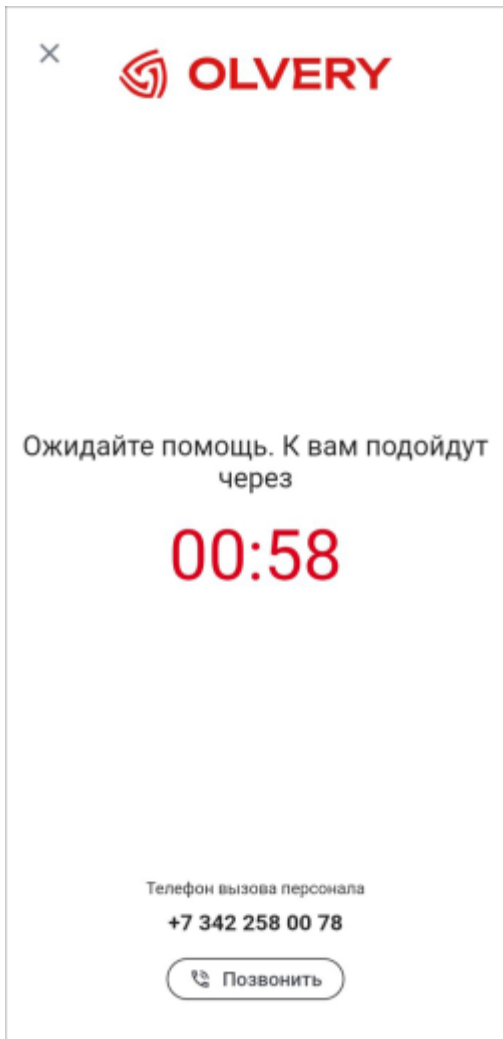 OLVERY
Ожидайте помощь. К вам подойдут
через
00:58
Телефон вызова персонала
+7 342 258 00 78
Позвонить